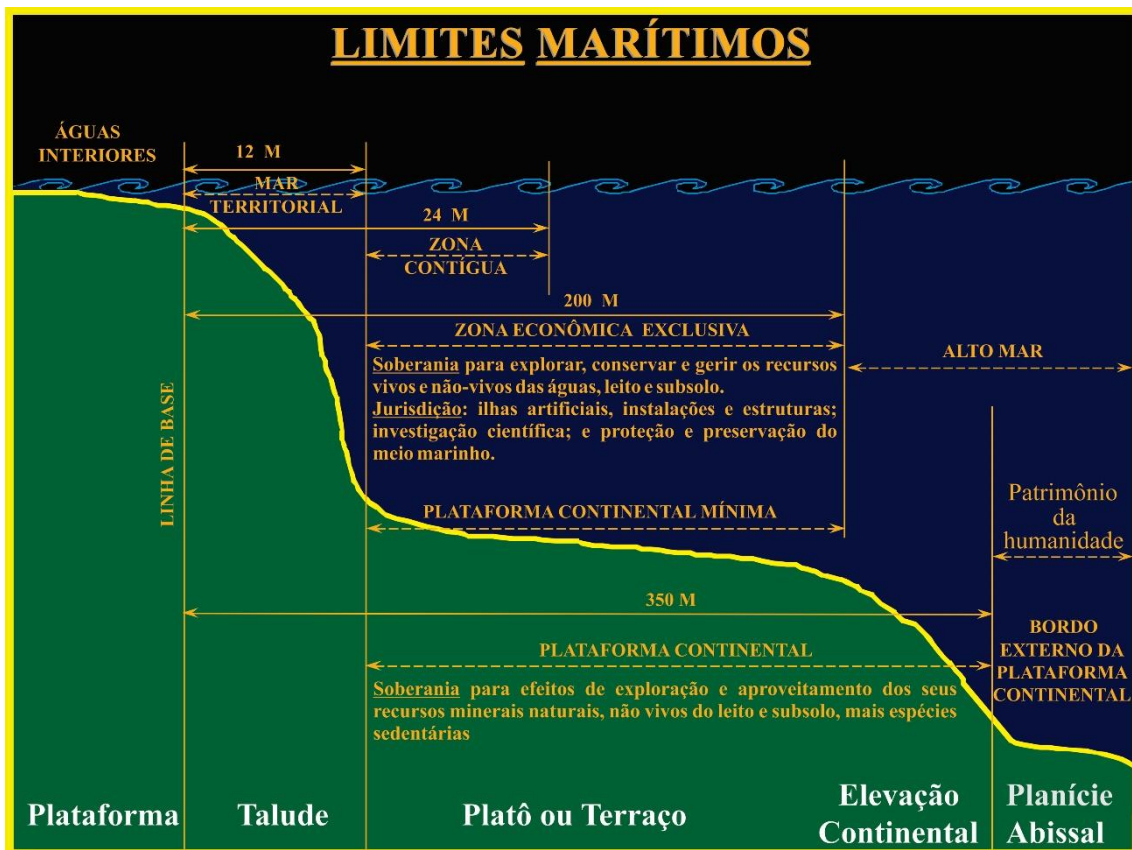 LIMITES MARÍTIMOS
ÁGUAS
INTERIORES
12 M
MAR
TERRITORIAL
24 M
ZONA
CONTÍGUA
200 M
ZONA ECONÔMICA EXCLUSIVA
Soberania para explorar, conservar e gerir os recursos
vivos e não-vivos das águas, leito e subsolo.
Jurisdição: ilhas artificiais, instalações e estruturas;
investigação científica; e proteção e preservação do
meio marinho.
ALTO MAR
LINHA DE BASE
PLATAFORMA CONTINENTAL MÍNIMA
Patrimônio
da
humanidade
350 M
PLATAFORMA CONTINENTAL
Soberania para efeitos de exploração e aproveitamento dos seus
recursos minerais naturais, não vivos do leito e subsolo, mais espécies
sedentárias
BORDO
EXTERNO DA
PLATAFORMA
CONTINENTAL
Plataforma
Talude
Platô ou Terraço
Elevação
Continental
Planície
Abissal